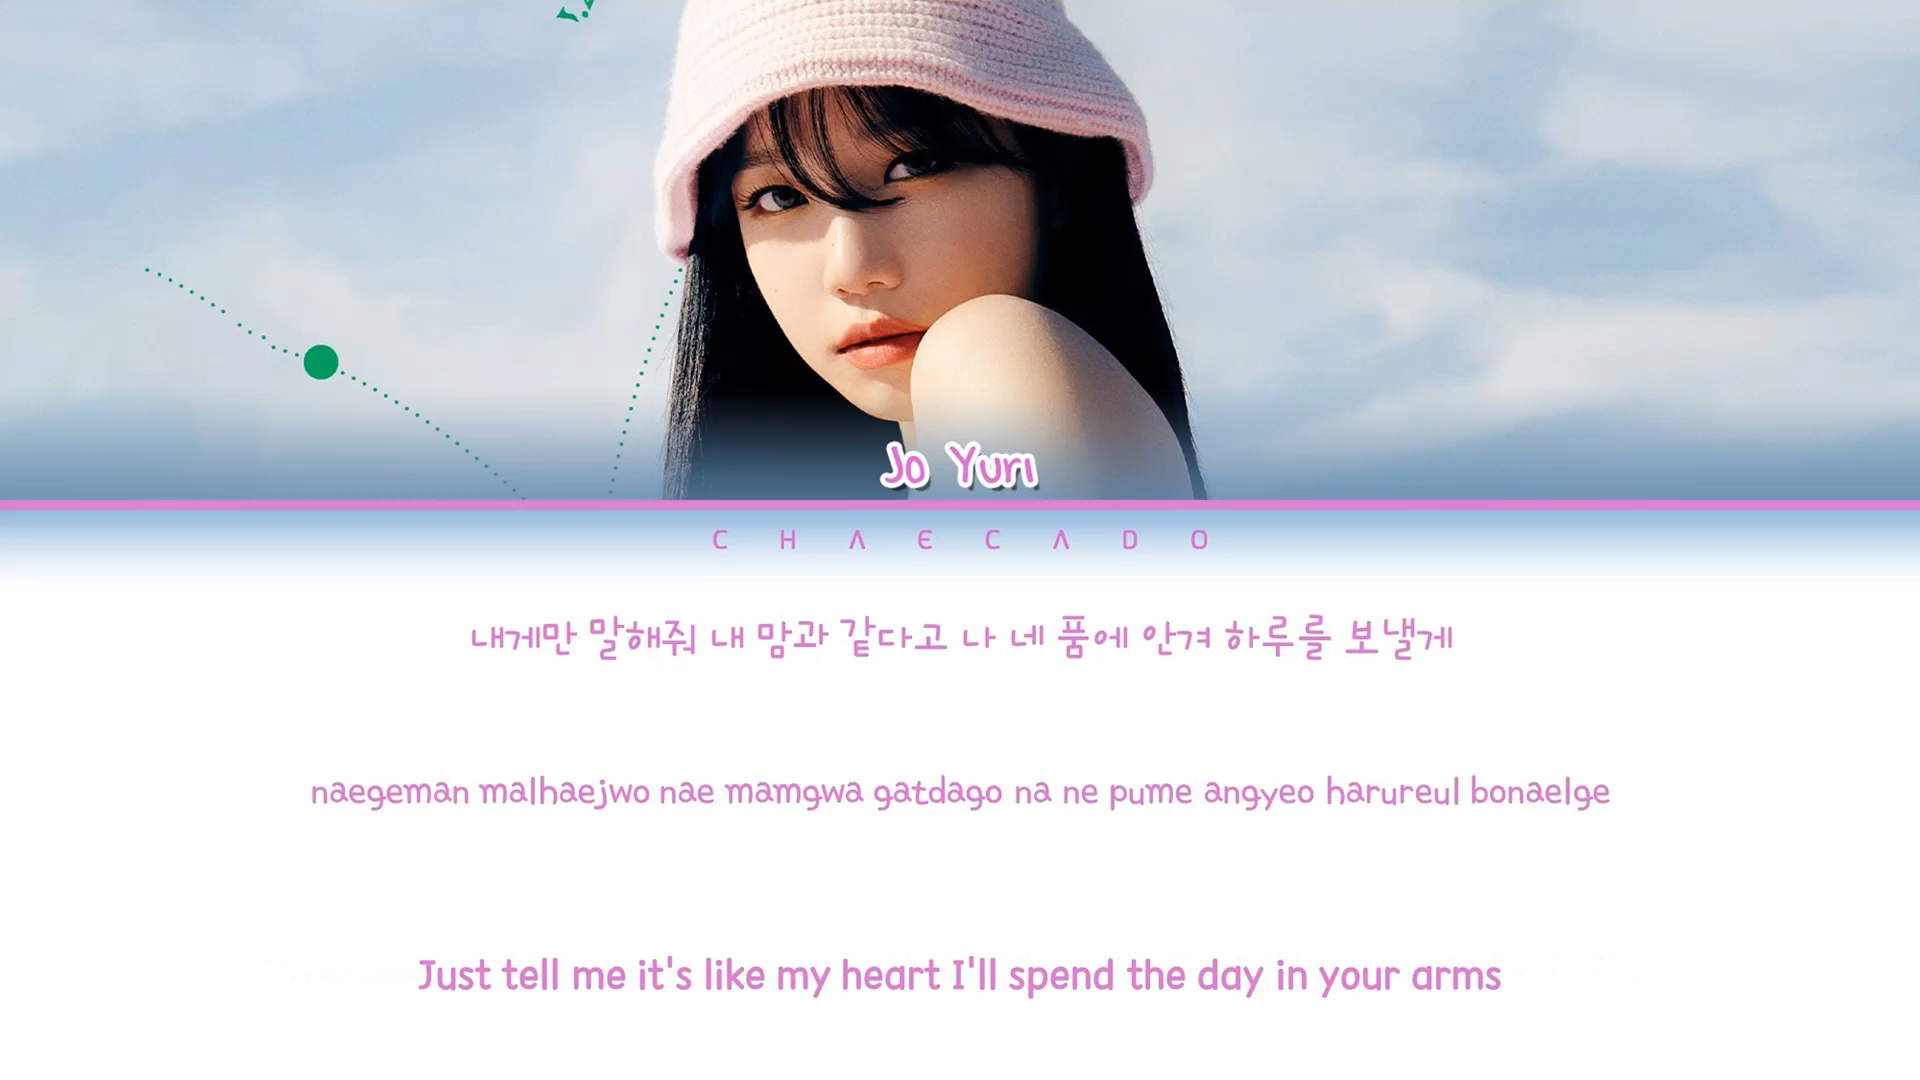 Jo Yuri
CHAECADO
내게만 말해줘 내 맘과 같다고 나 네 품에 안겨 하루를 보낼게
naegeman malhaejwo nae mamgwa gatdago na ne pume angyeo harureul bonaelge
Just tell me it's like my heart I'll spend the day in your arms